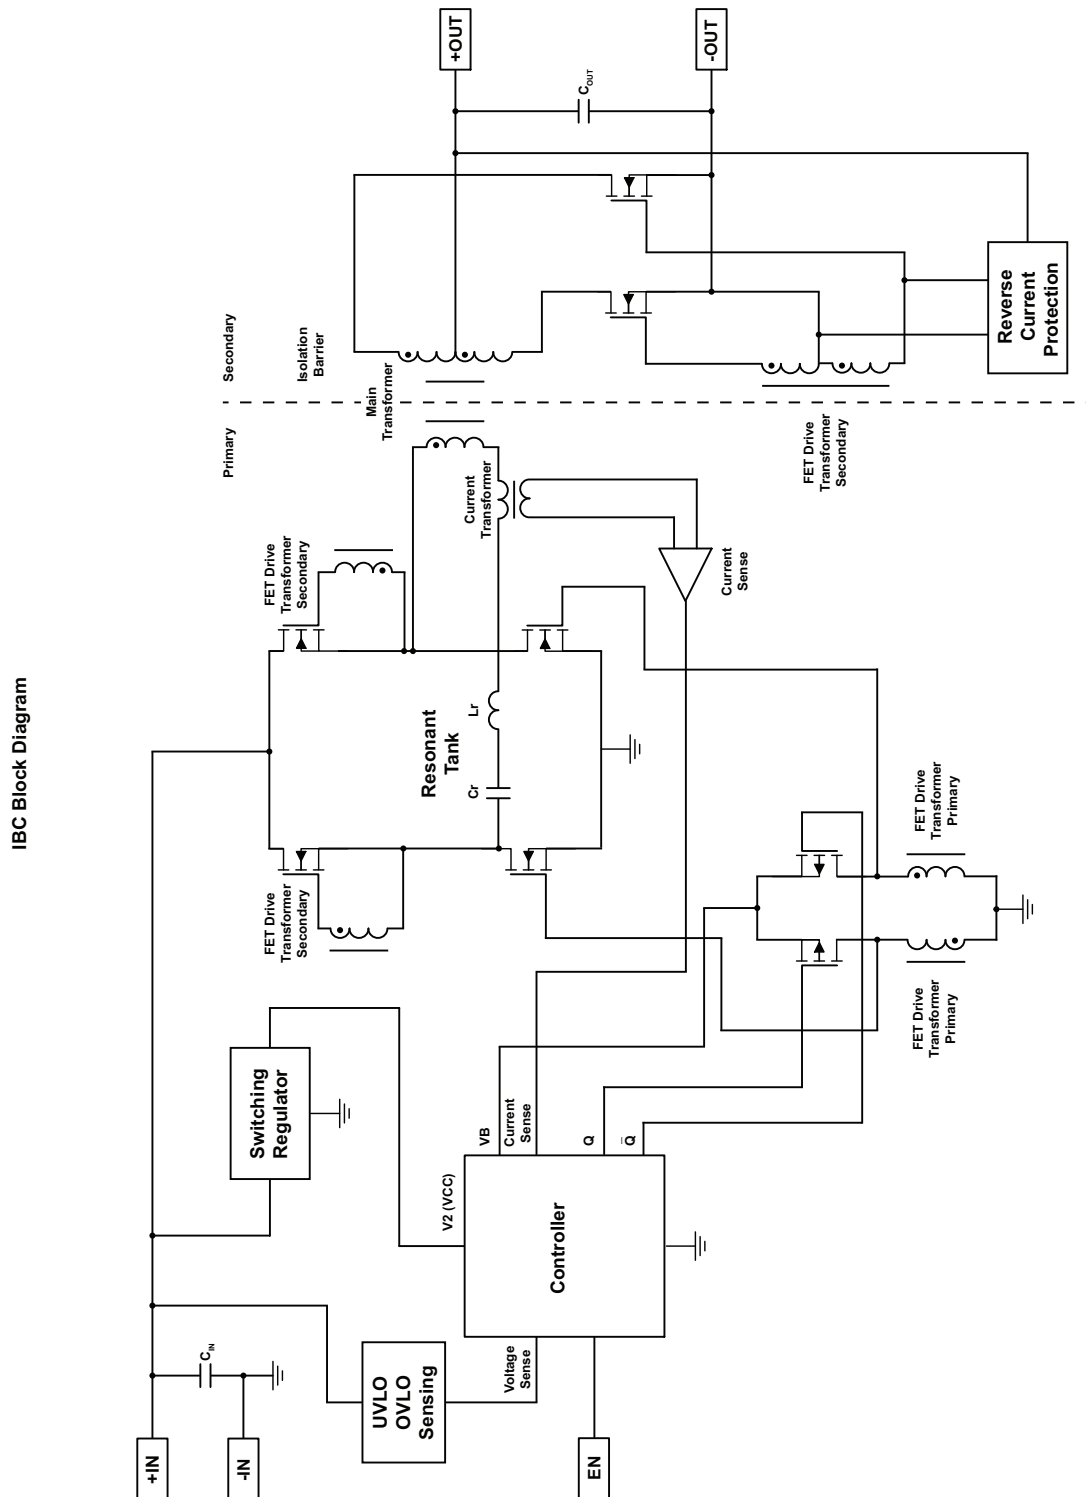 IBC Block Diagram
+IN
-IN
C_IN
UVLO
OVLO
Sensing
Switching
Regulator
EN
Voltage
Sense
V2 (VCC)
Controller
VB
Current
Sense
Q
Q̅
FET Drive
Transformer
Secondary
FET Drive
Transformer
Secondary
Resonant
Tank
Cr
Lr
Current
Transformer
Current
Sense
FET Drive
Transformer
Primary
FET Drive
Transformer
Primary
Primary
Secondary
Main
Transformer
Isolation
Barrier
FET Drive
Transformer
Secondary
Reverse
Current
Protection
C_OUT
+OUT
-OUT